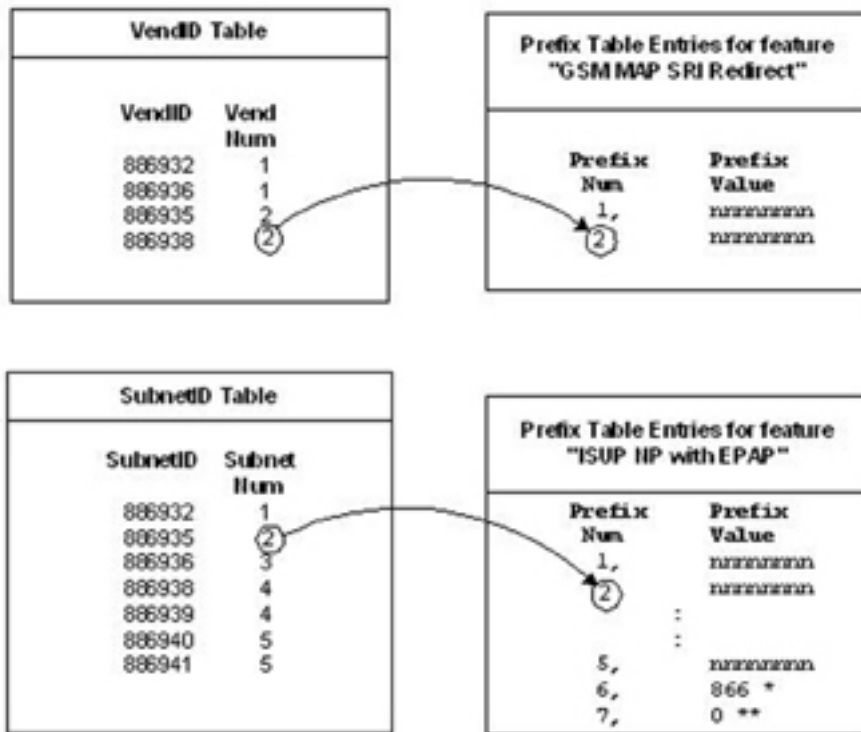 VendID Table
VendID Vend
Num
886932 1
886936 1
886935 2
886938 2
Prefix Table Entries for feature
"GSM MAP SRI Redirect"
Prefix Prefix
Num Value
1, nnnnnnnn
2 nnnnnnnn
SubnetID Table
SubnetID Subnet
Num
886932 1
886935 2
886936 3
886938 4
886939 4
886940 5
886941 5
Prefix Table Entries for feature
"ISUP NP with EPAP"
Prefix Prefix
Num Value
1, nnnnnnnn
2 nnnnnnnn
:
:
5, nnnnnnnn
6, 866 *
7, 0 **